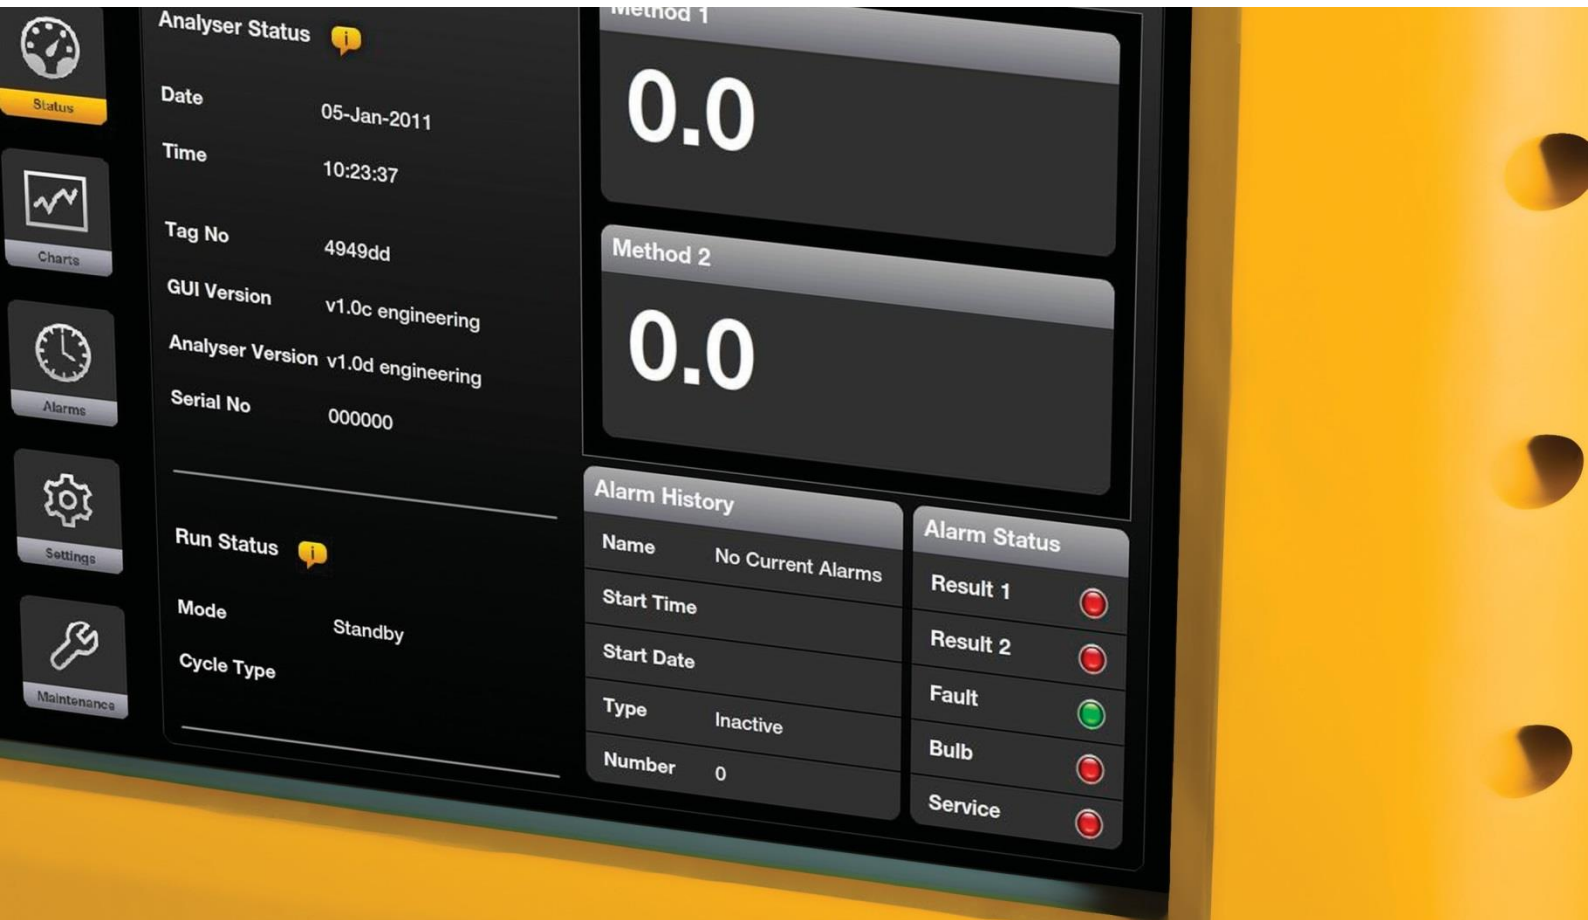 Status
Charts
Alarms
Settings
Maintenance
Analyser Status
Date 05-Jan-2011
Time 10:23:37
Tag No 4949dd
GUI Version v1.0c engineering
Analyser Version v1.0d engineering
Serial No 000000
Run Status
Mode Standby
Cycle Type
Method 1
0.0
Method 2
0.0
Alarm History
Name No Current Alarms
Start Time
Start Date
Type Inactive
Number 0
Alarm Status
Result 1
Result 2
Fault
Bulb
Service